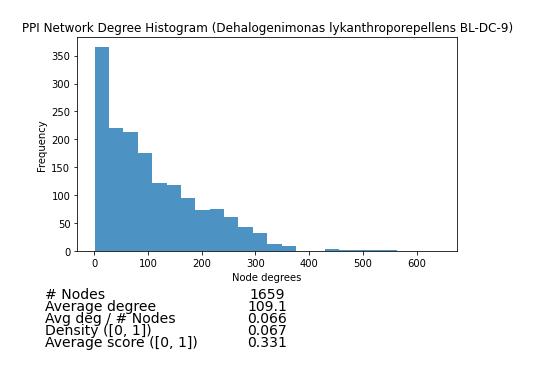 PPI Network Degree Histogram (Dehalogenimonas lykanthroporepellens BL-DC-9)
350
300
250
200
150
100
50
0
Frequency
0 100 200 300 400 500 600
Node degrees
# Nodes 1659
Average degree 109.1
Avg deg / # Nodes 0.066
Density ([0, 1]) 0.067
Average score ([0, 1]) 0.331